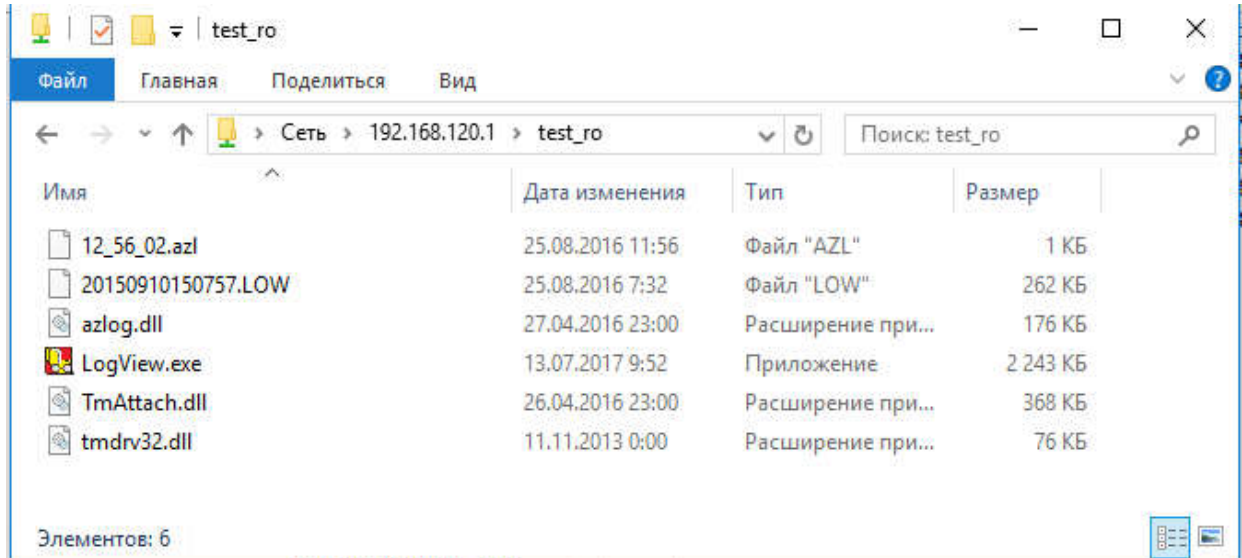 test_ro
Файл Главная Поделиться Вид
Сеть > 192.168.120.1 > test_ro Поиск: test_ro
Имя Дата изменения Тип Размер
12_56_02.azl 25.08.2016 11:56 Файл "AZL" 1 КБ
20150910150757.LOW 25.08.2016 7:32 Файл "LOW" 262 КБ
azlog.dll 27.04.2016 23:00 Расширение при... 176 КБ
LogView.exe 13.07.2017 9:52 Приложение 2 243 КБ
TmAttach.dll 26.04.2016 23:00 Расширение при... 368 КБ
tmdrv32.dll 11.11.2013 0:00 Расширение при... 76 КБ
Элементов: 6